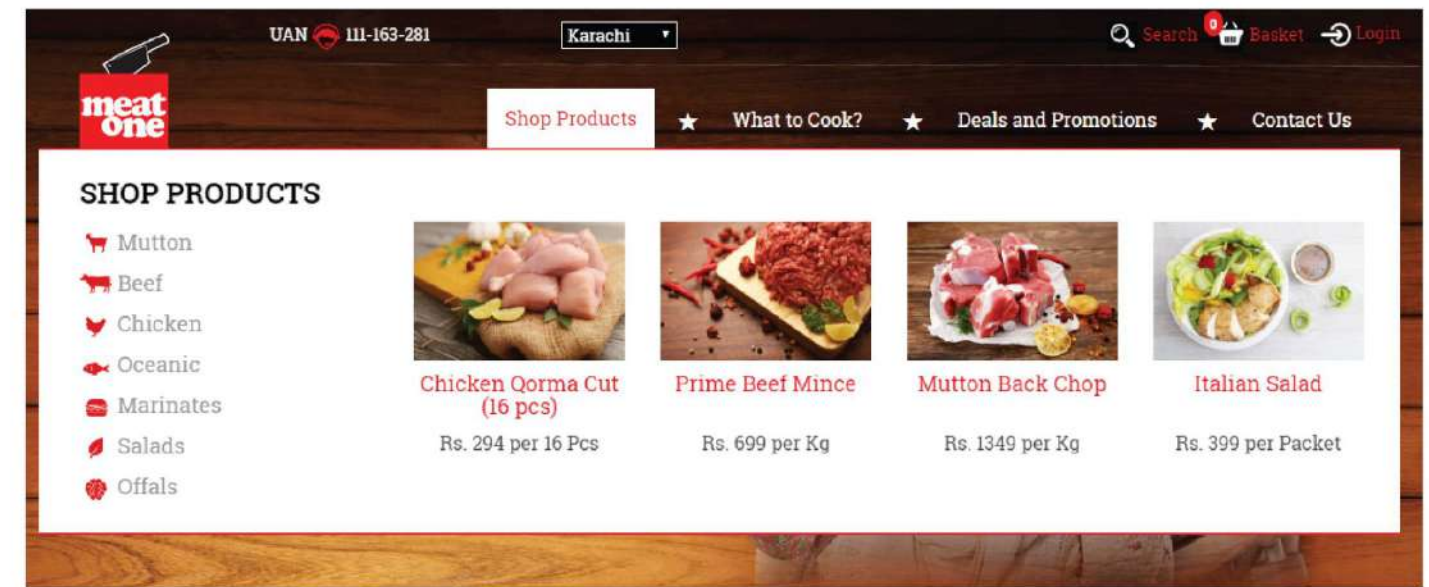 UAN 111-163-281
Karachi
Search 0 Basket Login
meat
one
Shop Products What to Cook? Deals and Promotions Contact Us
SHOP PRODUCTS
Mutton
Beef
Chicken
Oceanic
Marinates
Salads
Offals
Chicken Qorma Cut
(16 pcs)
Rs. 294 per 16 Pcs
Prime Beef Mince
Rs. 699 per Kg
Mutton Back Chop
Rs. 1349 per Kg
Italian Salad
Rs. 399 per Packet